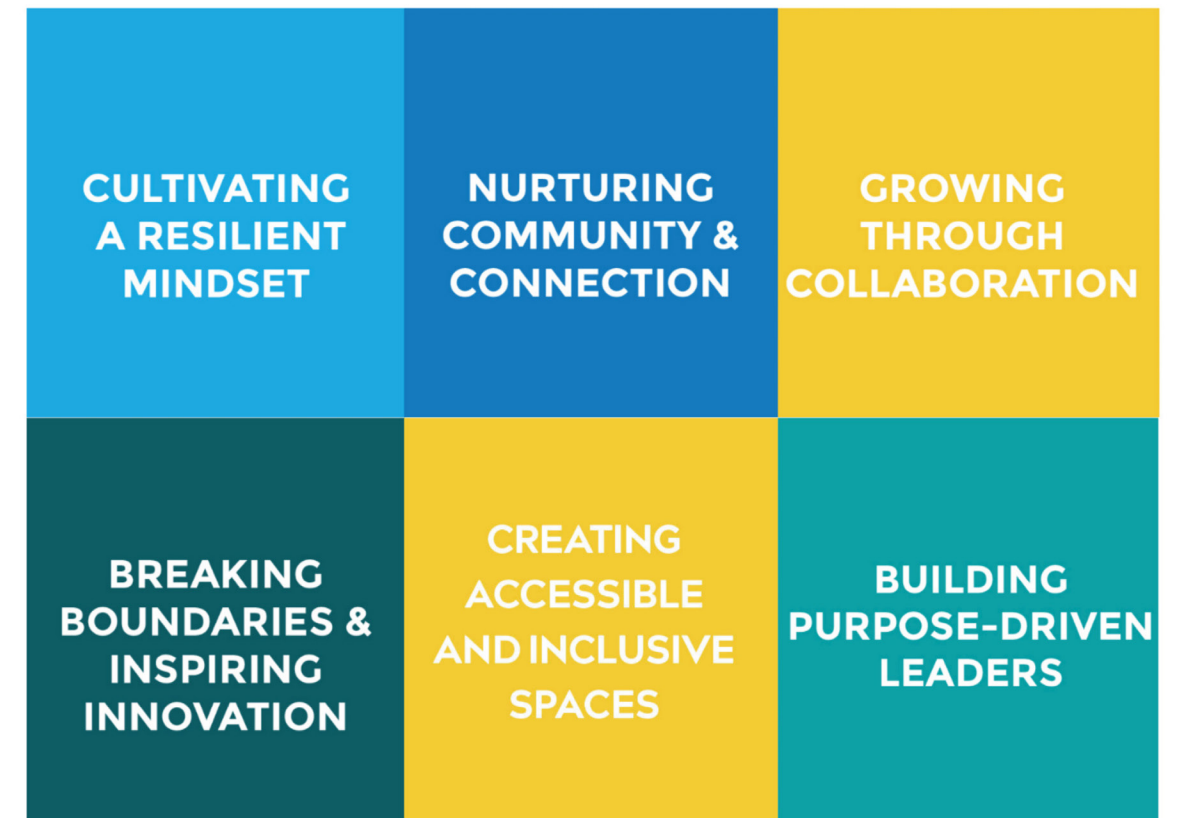 CULTIVATING
A RESILIENT
MINDSET
NURTURING
COMMUNITY &
CONNECTION
GROWING
THROUGH
COLLABORATION
BREAKING
BOUNDARIES &
INSPIRING
INNOVATION
CREATING
ACCESSIBLE
AND INCLUSIVE
SPACES
BUILDING
PURPOSE-DRIVEN
LEADERS